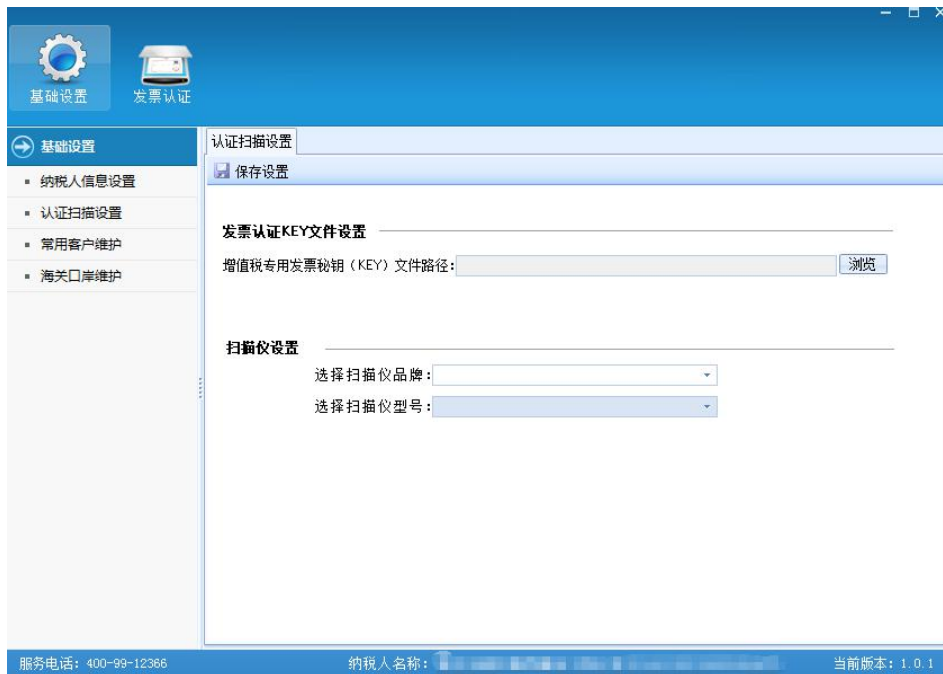 基础设置
发票认证
基础设置
纳税人信息设置
认证扫描设置
常用客户维护
海关口岸维护
认证扫描设置
保存设置
发票认证KEY文件设置
增值税专用发票秘钥（KEY）文件路径：
浏览
扫描仪设置
选择扫描仪品牌：
选择扫描仪型号：
服务电话：400-99-12366
纳税人名称：
当前版本：1.0.1